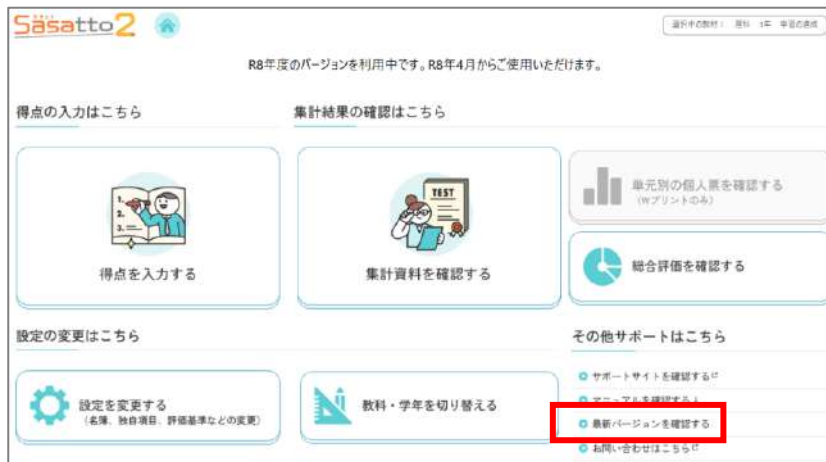 Sasatto2
選択中の教材: 理科 1年 学習の達成
R8年度のバージョンを利用中です。R8年4月からご使用いただけます。
得点の入力はこちら
集計結果の確認はこちら
1.
2.
3.
TEST
得点を入力する
集計資料を確認する
単元別の個人票を確認する
(Wプリントのみ)
総合評価を確認する
設定の変更はこちら
その他サポートはこちら
設定を変更する
(名簿、独自項目、評価基準などの変更)
教科・学年を切り替える
サポートサイトを確認する
マニュアルを確認する
最新バージョンを確認する
お問い合わせはこちら